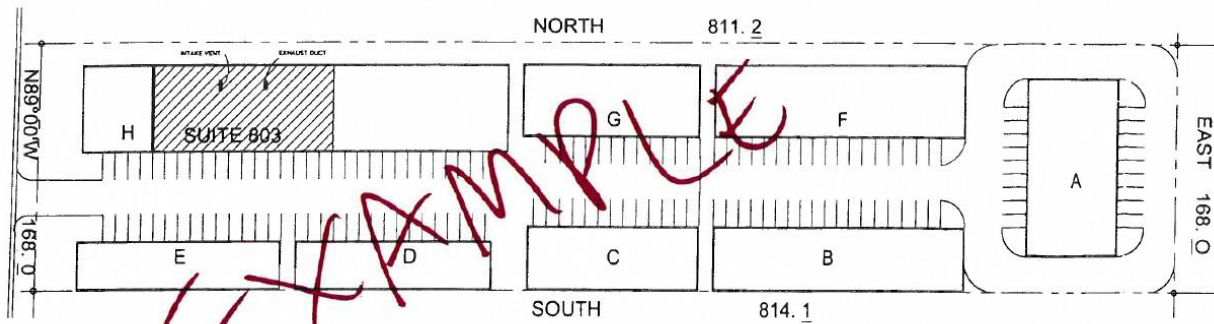 NORTH 811.2
INTAKE VENT EXHAUST DUCT
N89°00'W
H SUITE 803 G F
A
EAST 168.0
168.0
E D C B
SOUTH 814.1
EXAMPLE